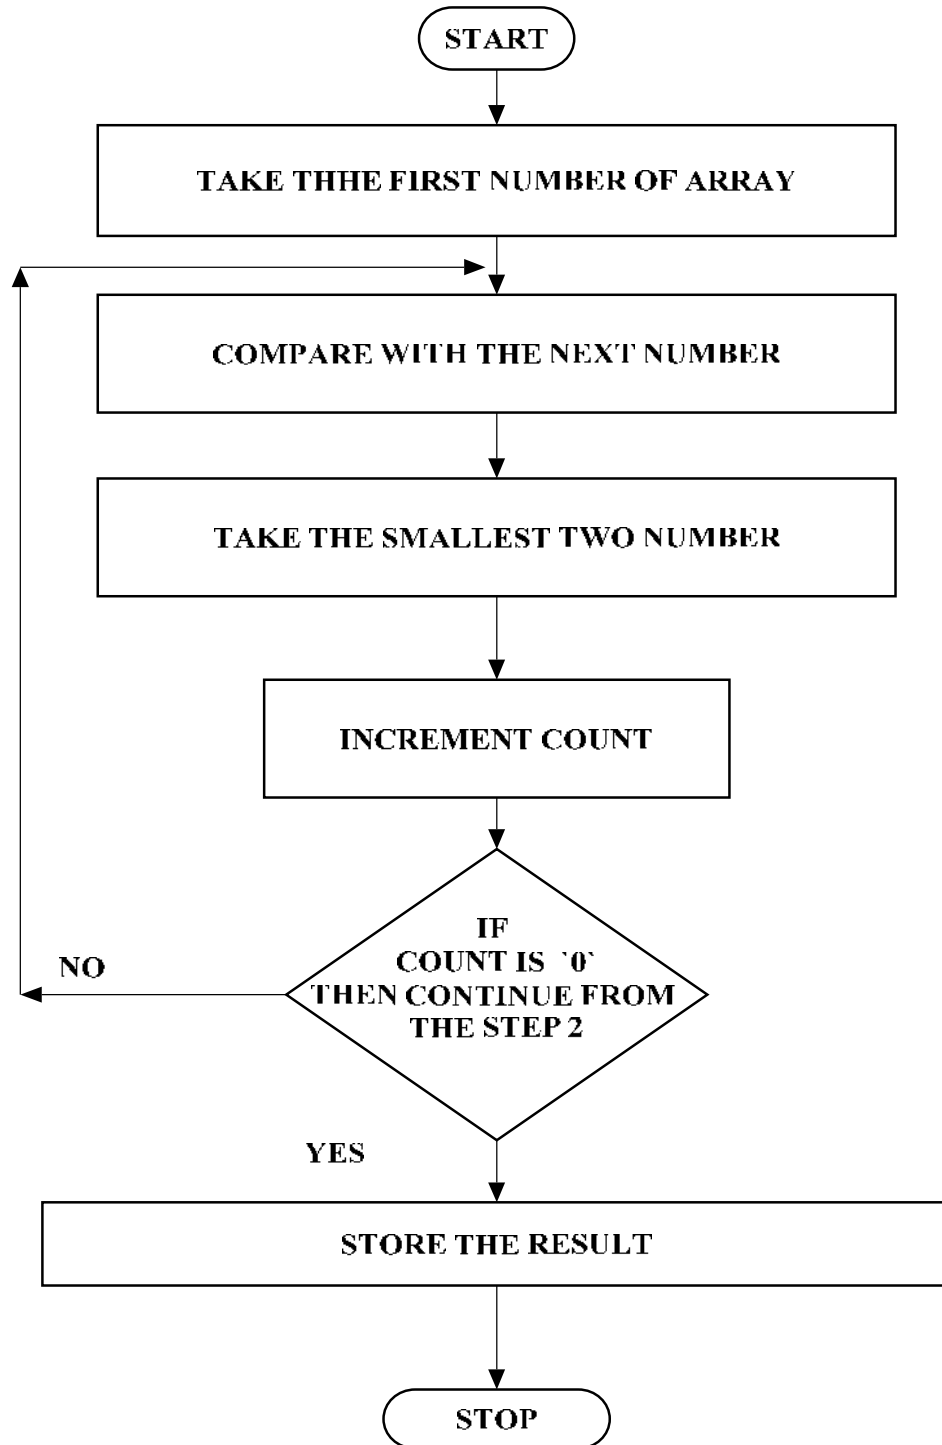 START
TAKE THHE FIRST NUMBER OF ARRAY
COMPARE WITH THE NEXT NUMBER
TAKE THE SMALLEST TWO NUMBER
INCREMENT COUNT
IF
COUNT IS `0`
THEN CONTINUE FROM
THE STEP 2
NO
YES
STORE THE RESULT
STOP